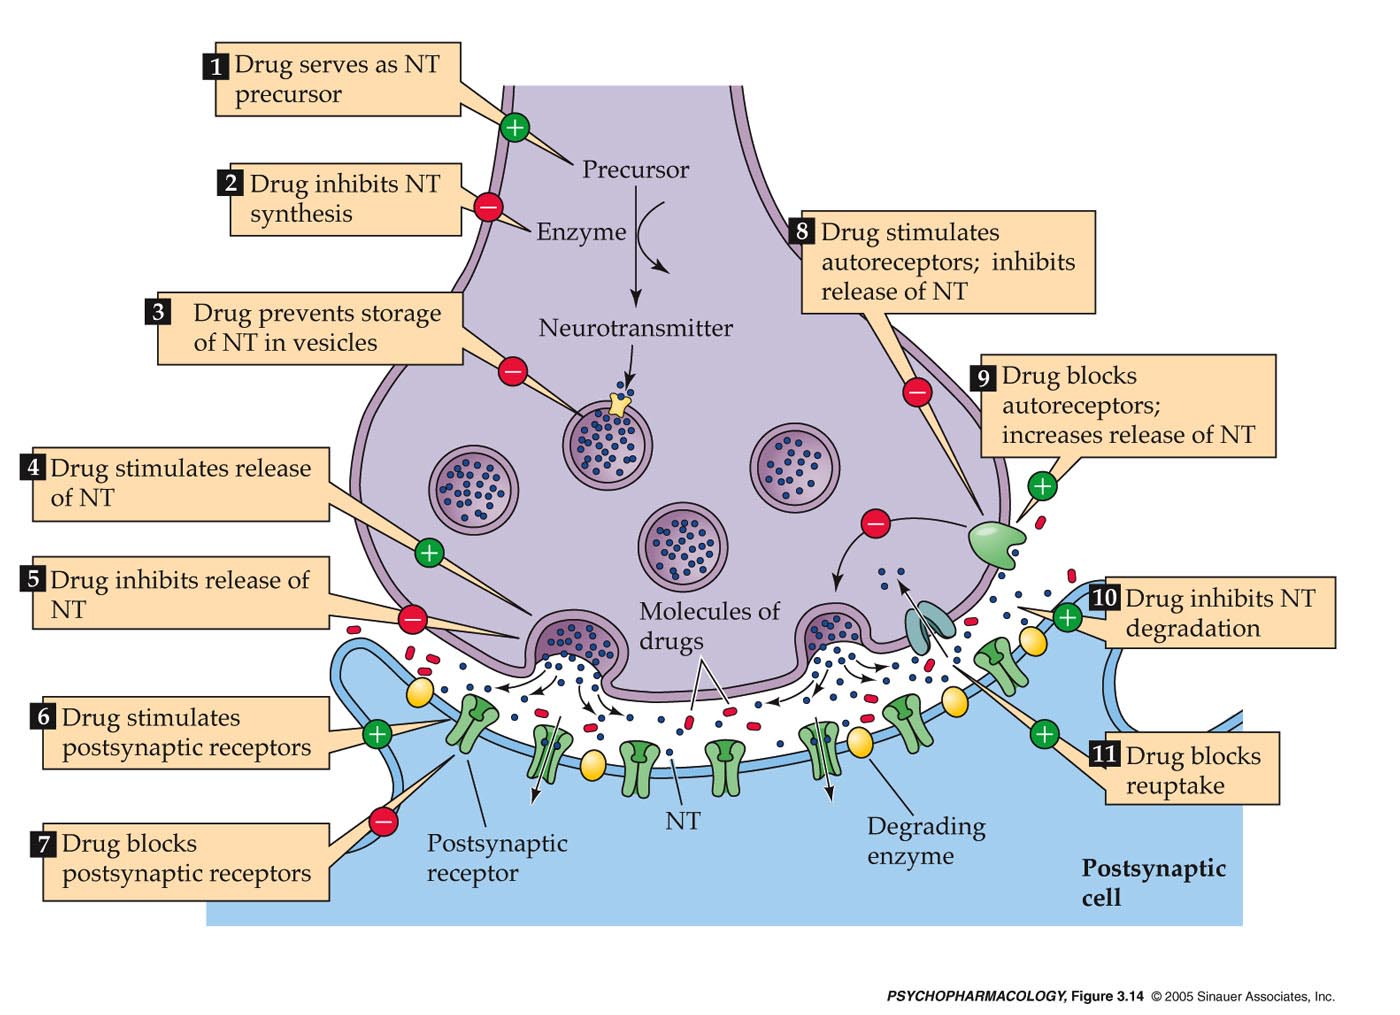 1 Drug serves as NT
precursor
2 Drug inhibits NT
synthesis
3 Drug prevents storage
of NT in vesicles
4 Drug stimulates release
of NT
5 Drug inhibits release of
NT
6 Drug stimulates
postsynaptic receptors
7 Drug blocks
postsynaptic receptors
Precursor
Enzyme
Neurotransmitter
Molecules of
drugs
8 Drug stimulates
autoreceptors; inhibits
release of NT
9 Drug blocks
autoreceptors;
increases release of NT
10 Drug inhibits NT
degradation
11 Drug blocks
reuptake
Postsynaptic
receptor
NT
Degrading
enzyme
Postsynaptic
cell
PSYCHOPHARMACOLOGY, Figure 3.14 © 2005 Sinauer Associates, Inc.